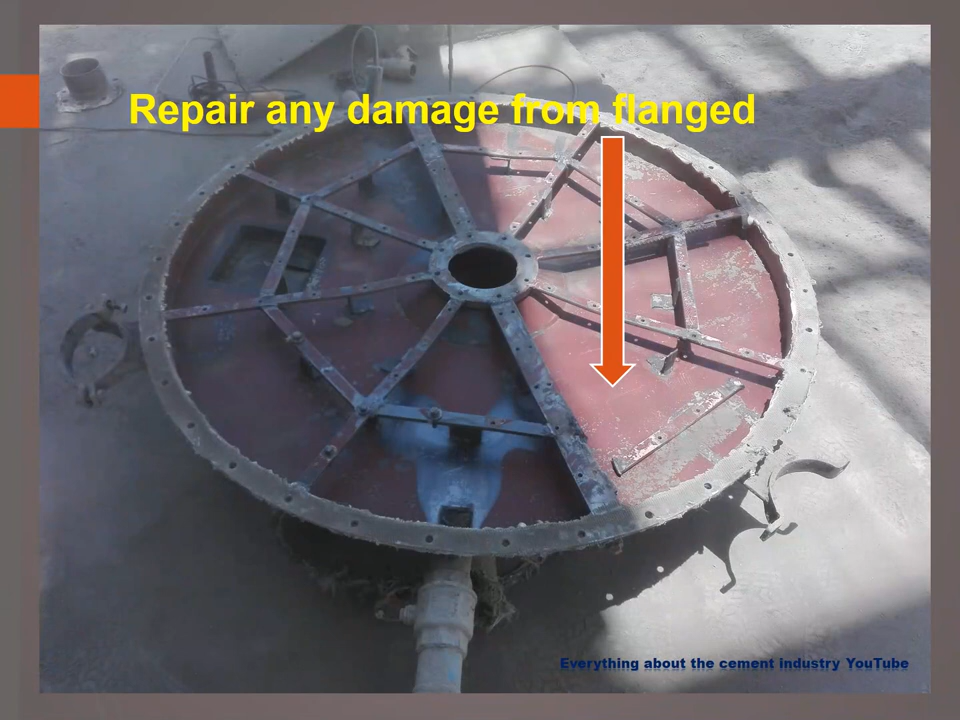 Repair any damage from flanged
Everything about the cement industry YouTube